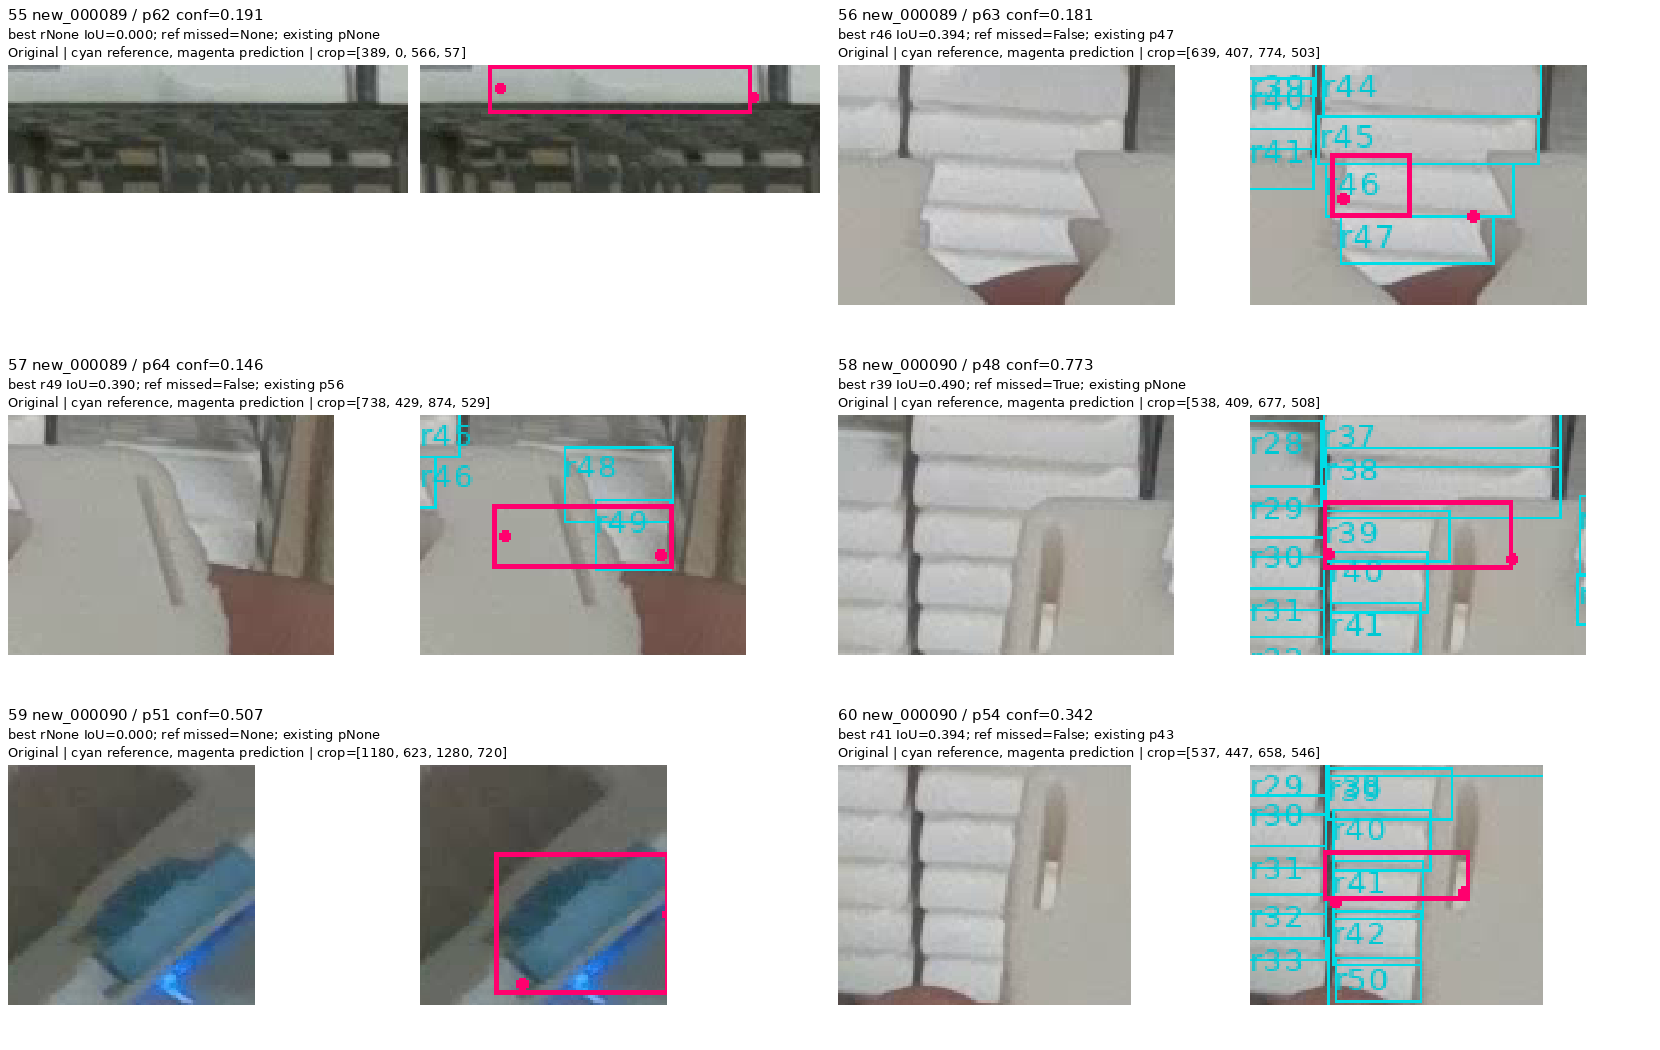 55 new_000089 / p62 conf=0.191
best rNone IoU=0.000; ref missed=None; existing pNone
Original | cyan reference, magenta prediction | crop=[389, 0, 566, 57]
56 new_000089 / p63 conf=0.181
best r46 IoU=0.394; ref missed=False; existing p47
Original | cyan reference, magenta prediction | crop=[639, 407, 774, 503]
r39
r44
r40
r45
r41
r46
r47
57 new_000089 / p64 conf=0.146
best r49 IoU=0.390; ref missed=False; existing p56
Original | cyan reference, magenta prediction | crop=[738, 429, 874, 529]
r45
r48
r46
r49
58 new_000090 / p48 conf=0.773
best r39 IoU=0.490; ref missed=True; existing pNone
Original | cyan reference, magenta prediction | crop=[538, 409, 677, 508]
r28
r37
r38
r29
r39
r30
r40
r31
r41
59 new_000090 / p51 conf=0.507
best rNone IoU=0.000; ref missed=None; existing pNone
Original | cyan reference, magenta prediction | crop=[1180, 623, 1280, 720]
60 new_000090 / p54 conf=0.342
best r41 IoU=0.394; ref missed=False; existing p43
Original | cyan reference, magenta prediction | crop=[537, 447, 658, 546]
r29
r39
r30
r40
r31
r41
r32
r42
r33
r50